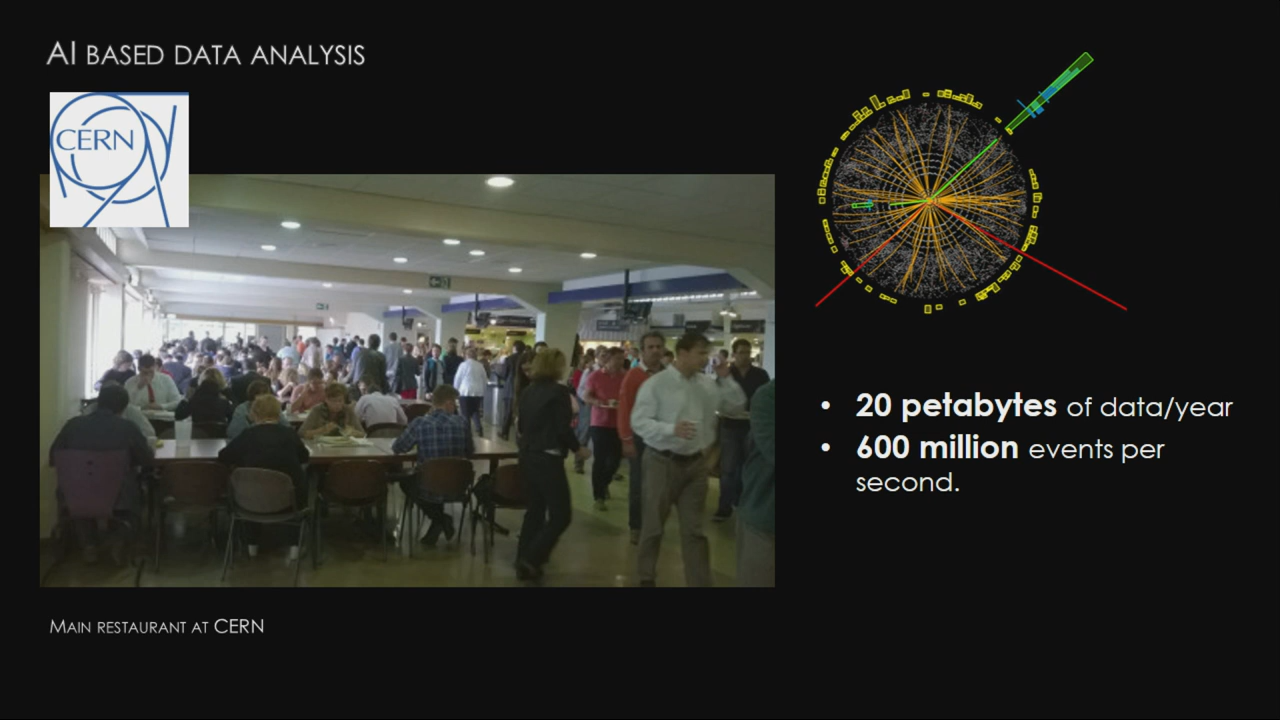 AI BASED DATA ANALYSIS
CERN
• 20 petabytes of data/year
• 600 million events per
second.
MAIN RESTAURANT AT CERN